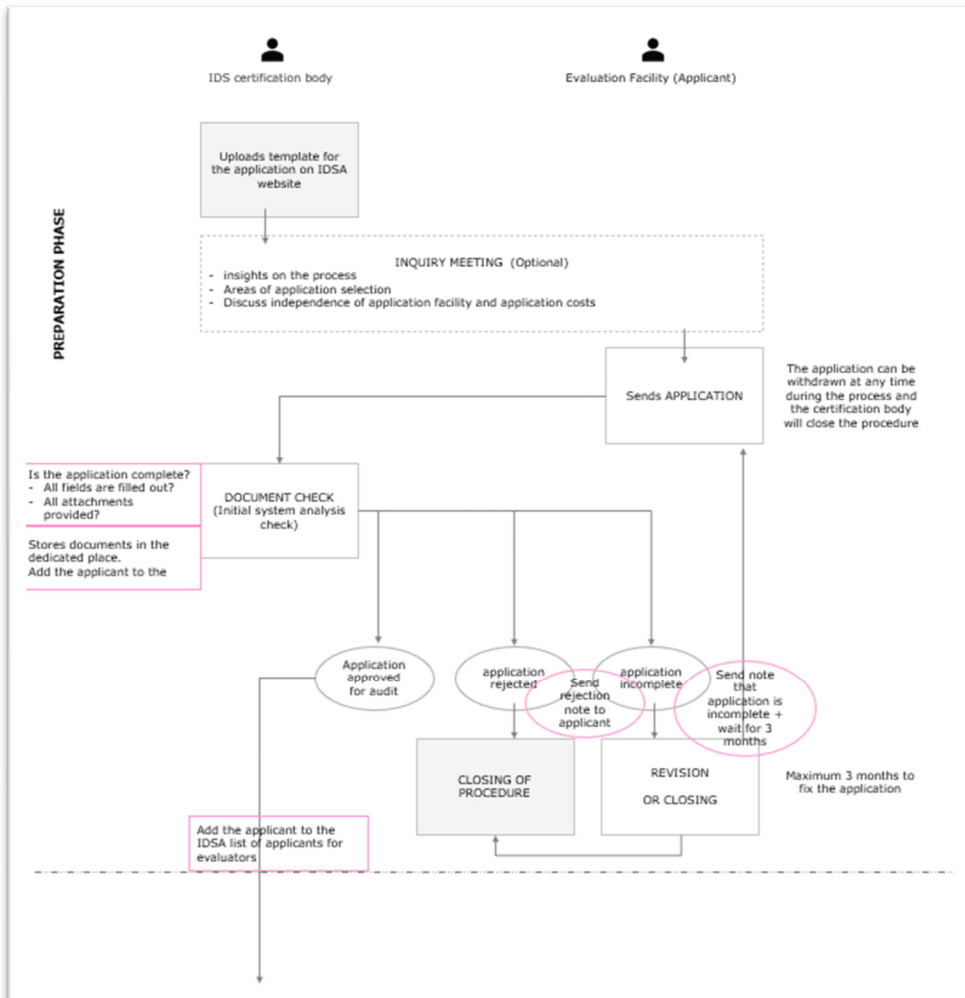 IDS certification body
Evaluation Facility (Applicant)
Uploads template for
the application on IDSA
website
PREPARATION PHASE
INQUIRY MEETING (Optional)
- insights on the process
- Areas of application selection
- Discuss independence of application facility and application costs
Sends APPLICATION
The application can be
withdrawn at any time
during the process and
the certification body
will close the procedure
Is the application complete?
- All fields are filled out?
- All attachments
provided?
Stores documents in the
dedicated place.
Add the applicant to the
DOCUMENT CHECK
(Initial system analysis
check)
Application
approved
for audit
application
rejected
Send
rejection
note to
applicant
application
incomplete
Send note
that
application is
incomplete +
wait for 3
months
CLOSING OF
PROCEDURE
REVISION
OR CLOSING
Maximum 3 months to
fix the application
Add the applicant to the
IDSA list of applicants for
evaluators